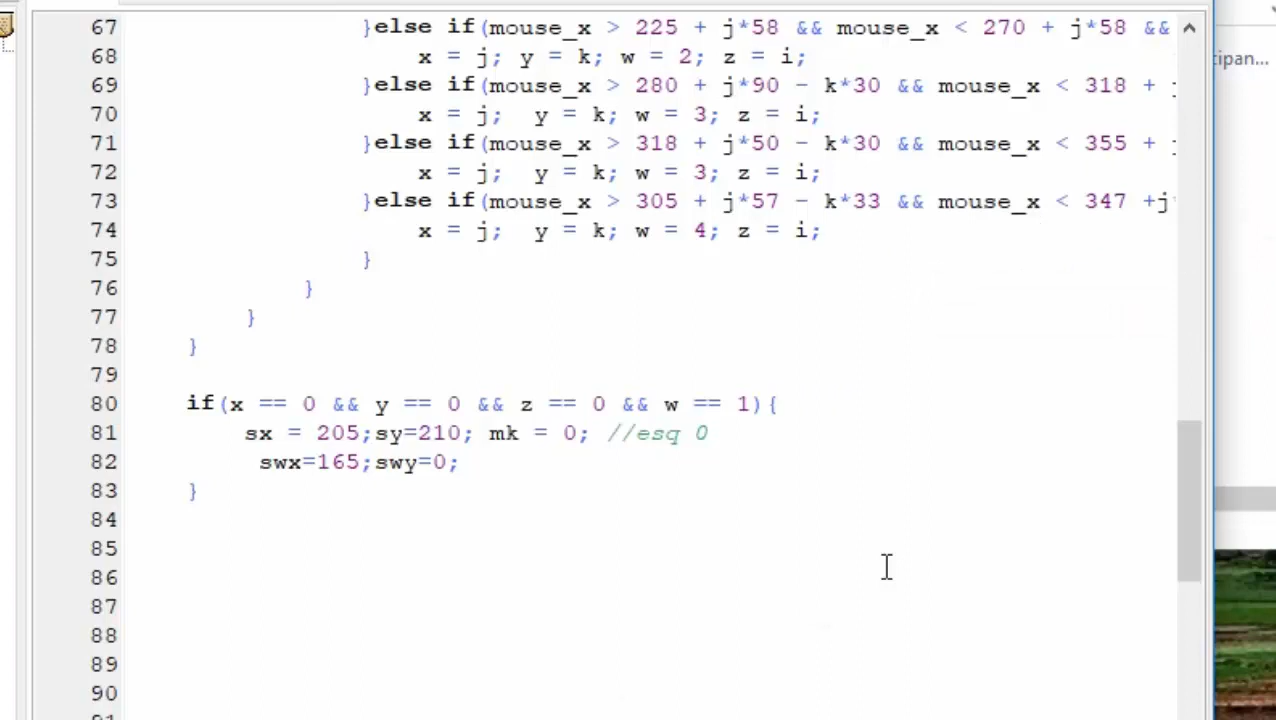 67 }else if(mouse_x > 225 + j*58 && mouse_x < 270 + j*58 &&
68 x = j; y = k; w = 2; z = i;
69 }else if(mouse_x > 280 + j*90 - k*30 && mouse_x < 318 +
70 x = j; y = k; w = 3; z = i;
71 }else if(mouse_x > 318 + j*50 - k*30 && mouse_x < 355 +
72 x = j; y = k; w = 3; z = i;
73 }else if(mouse_x > 305 + j*57 - k*33 && mouse_x < 347 +j
74 x = j; y = k; w = 4; z = i;
75 }
76 }
77 }
78 }
79
80 if(x == 0 && y == 0 && z == 0 && w == 1){
81 sx = 205;sy=210; mk = 0; //esq 0
82 swx=165;swy=0;
83 }
84
85
86
87
88
89
90
cipan...